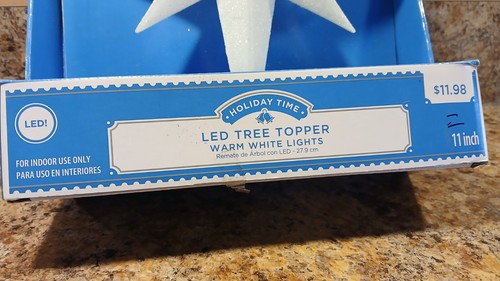 LED!
FOR INDOOR USE ONLY
PARA USO EN INTERIORES
HOLIDAY TIME
LED TREE TOPPER
WARM WHITE LIGHTS
Remate de Árbol con LED - 27.9 cm
$11.98
11 inch